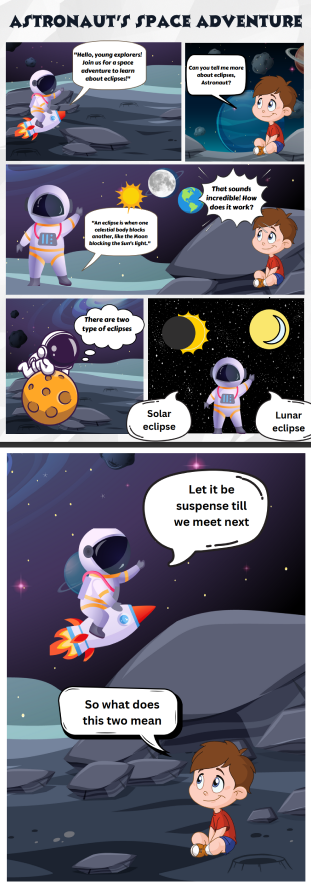 ASTRONAUT'S SPACE ADVENTURE
"Hello, young explorers!
Join us for a space
adventure to learn
about eclipses!"
Can you tell me more
about eclipses,
Astronaut?
"An eclipse is when one
celestial body blocks
another, like the Moon
blocking the Sun's light."
That sounds
incredible! How
does it work?
There are two
type of eclipses
Solar
eclipse
Lunar
eclipse
Let it be
suspense till
we meet next
So what does
this two mean